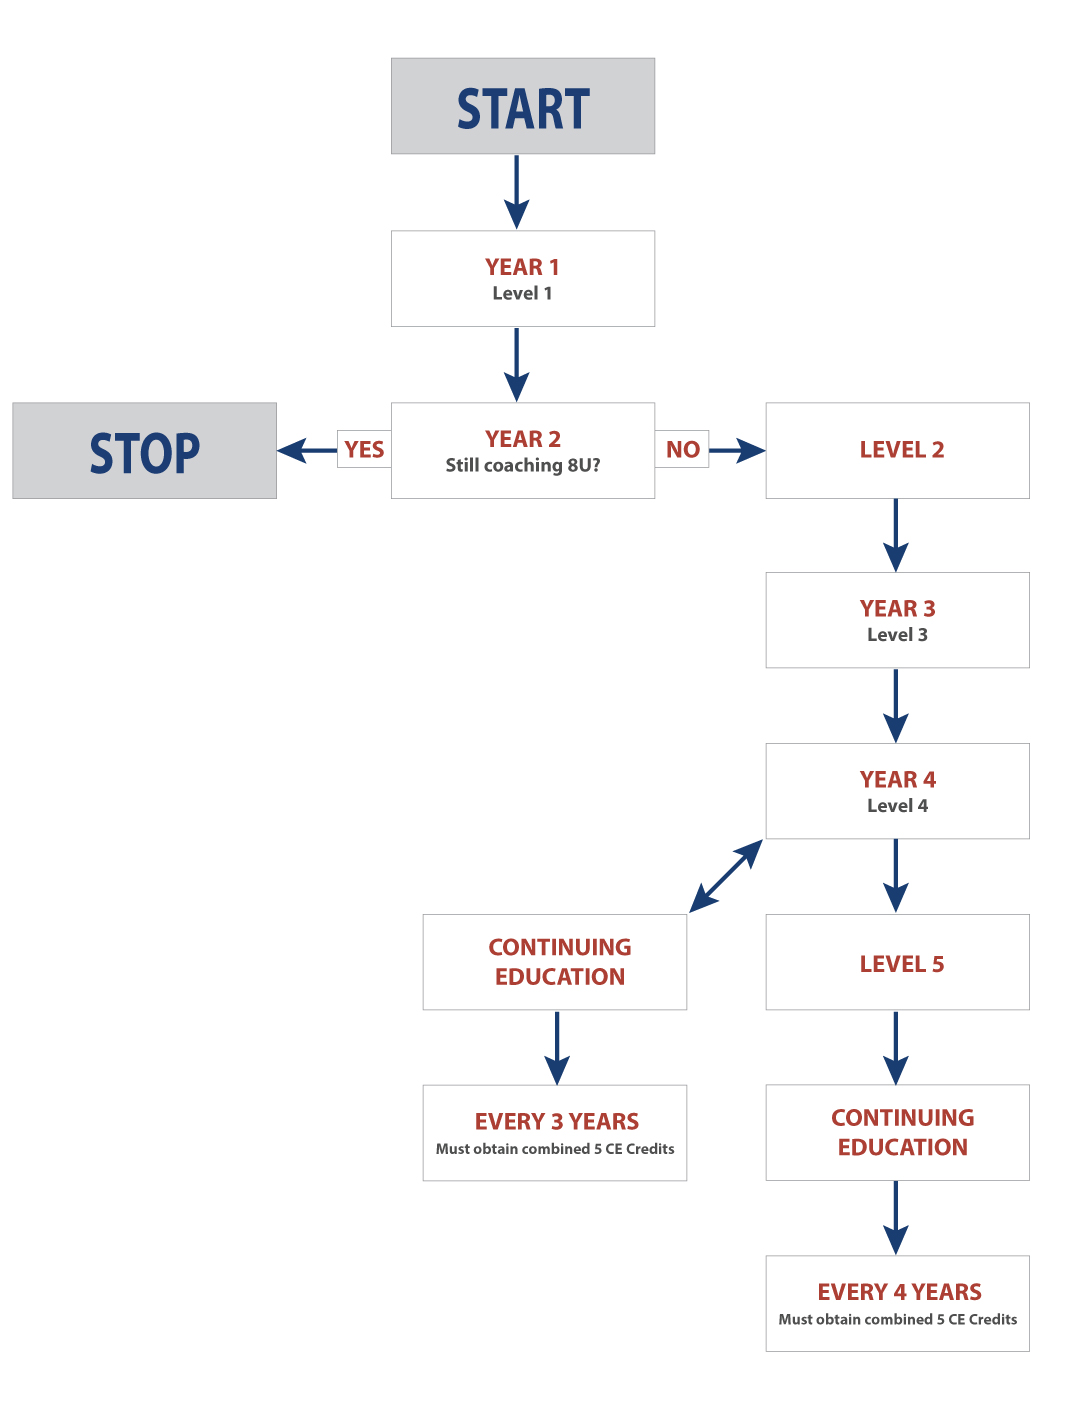 START
YEAR 1
Level 1
STOP
YES
YEAR 2
Still coaching 8U?
NO
LEVEL 2
YEAR 3
Level 3
YEAR 4
Level 4
CONTINUING
EDUCATION
LEVEL 5
EVERY 3 YEARS
Must obtain combined 5 CE Credits
CONTINUING
EDUCATION
EVERY 4 YEARS
Must obtain combined 5 CE Credits